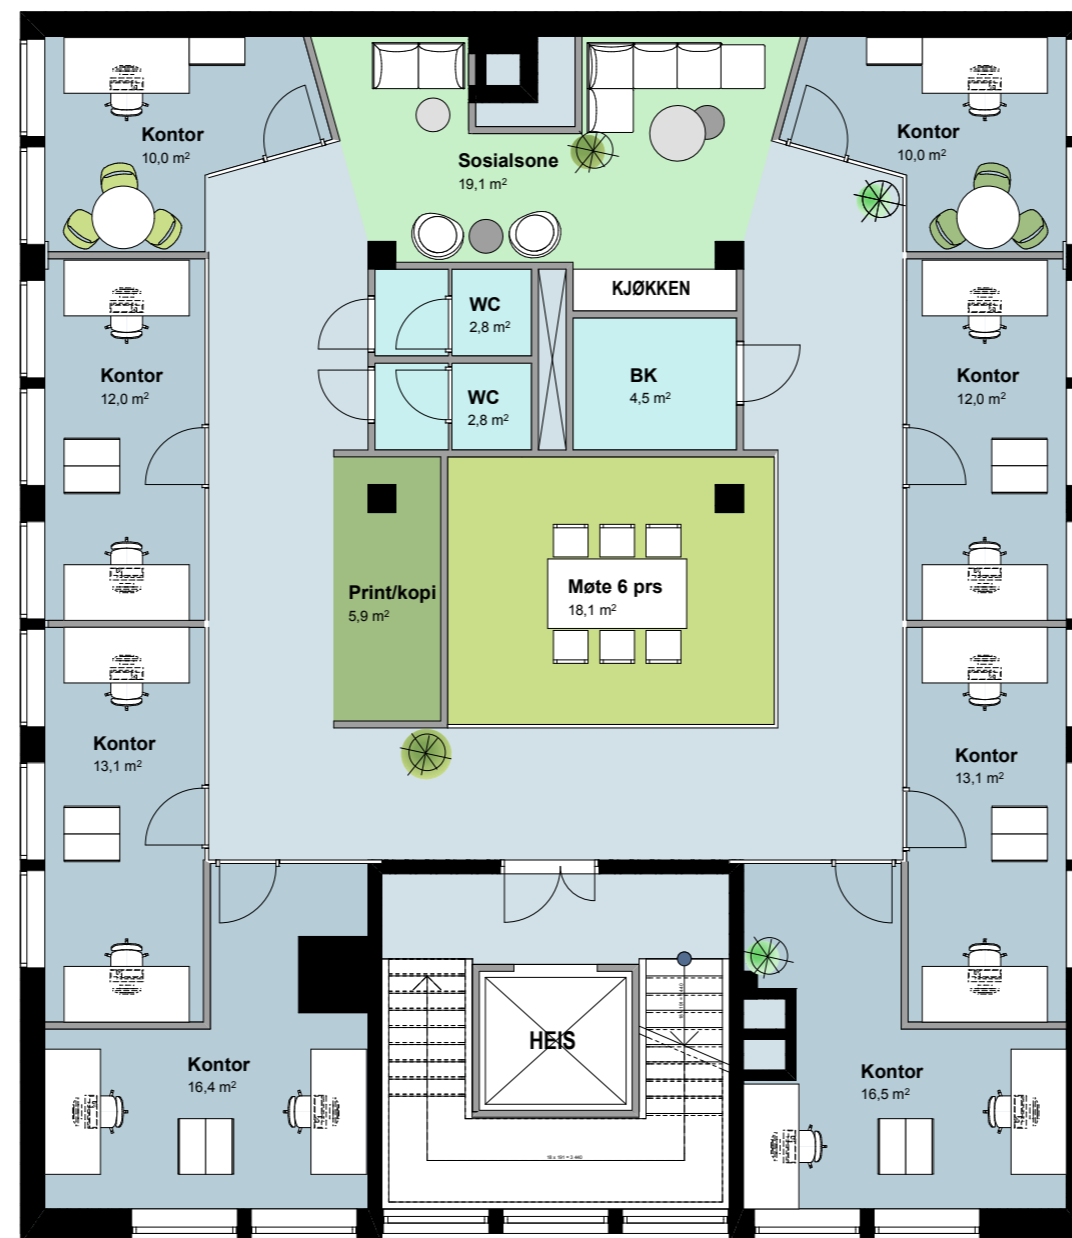 Kontor
10,0 m²
Sosialsone
19,1 m²
Kontor
10,0 m²
WC
2,8 m²
KJØKKEN
Kontor
12,0 m²
WC
2,8 m²
BK
4,5 m²
Kontor
12,0 m²
Print/kopi
5,9 m²
Møte 6 prs
18,1 m²
Kontor
13,1 m²
Kontor
13,1 m²
HEIS
Kontor
16,4 m²
Kontor
16,5 m²